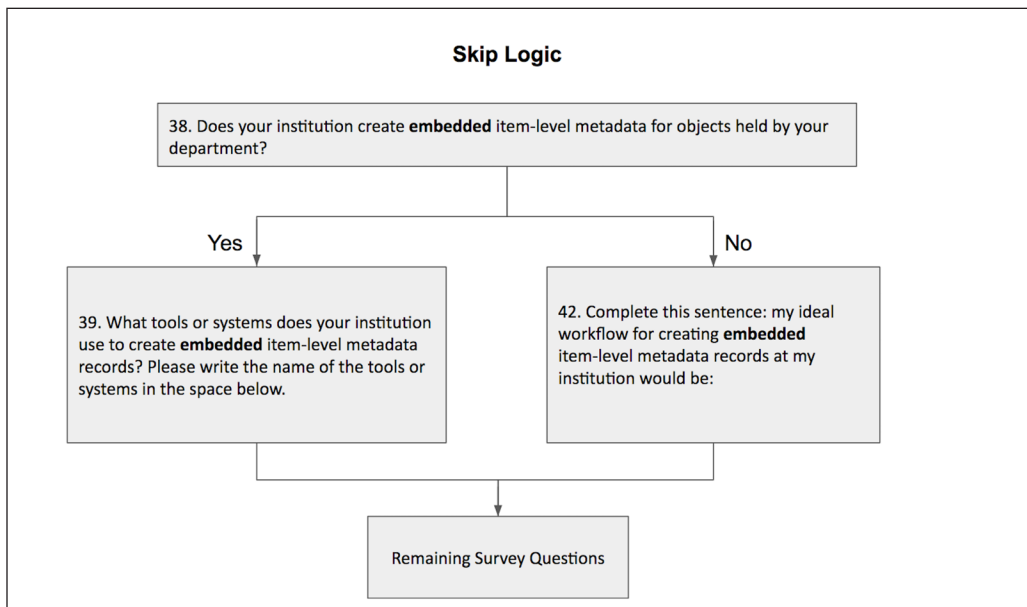 Skip Logic
38. Does your institution create embedded item-level metadata for objects held by your
department?
Yes
No
39. What tools or systems does your institution
use to create embedded item-level metadata
records? Please write the name of the tools or
systems in the space below.
42. Complete this sentence: my ideal
workflow for creating embedded
item-level metadata records at my
institution would be:
Remaining Survey Questions